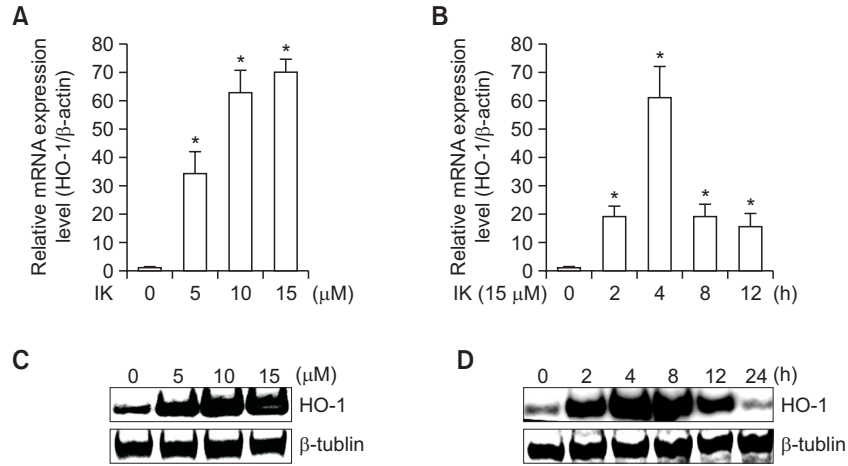 A
Relative mRNA expression
level (HO-1/β-actin)
80
70
60
50
40
30
20
10
0
* * *
IK 0 5 10 15 (μM)
B
Relative mRNA expression
level (HO-1/β-actin)
80
70
60
50
40
30
20
10
0
* * * *
IK (15 μM) 0 2 4 8 12 (h)
C
0 5 10 15 (μM)
HO-1
β-tublin
D
0 2 4 8 12 24 (h)
HO-1
β-tublin